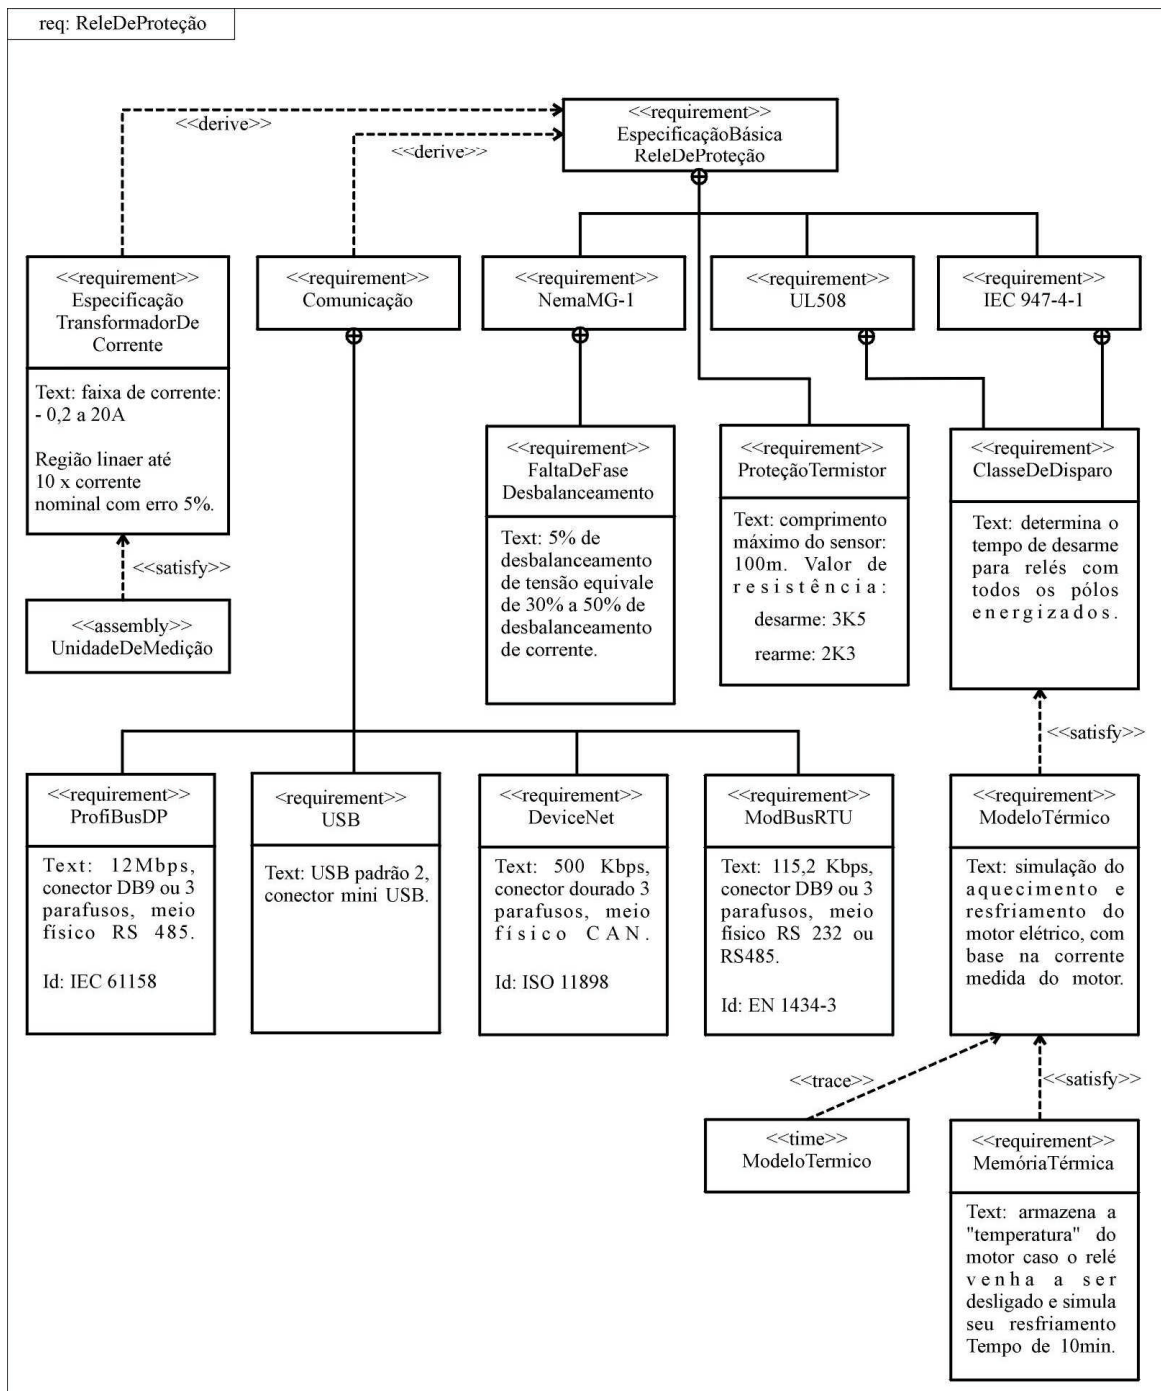 req: ReleDeProteção
<<requirement>>
EspecificaçãoBásica
ReleDeProteção
<<derive>>
<<derive>>
<<requirement>>
Especificação
TransformadorDe
Corrente
Text: faixa de corrente:
- 0,2 a 20A
Região linaer até
10 x corrente
nominal com erro 5%.
<<requirement>>
Comunicação
<<requirement>>
NemaMG-1
<<requirement>>
UL508
<<requirement>>
IEC 947-4-1
<<requirement>>
FaltaDeFase
Desbalanceamento
Text: 5% de
desbalanceamento
de tensão equivale
de 30% a 50% de
desbalanceamento
de corrente.
<<requirement>>
ProteçãoTermistor
Text: comprimento
máximo do sensor:
100m. Valor de
resistência:
desarme: 3K5
rearme: 2K3
<<requirement>>
ClasseDeDisparo
Text: determina o
tempo de desarme
para relés com
todos os pólos
energizados.
<<satisfy>>
<<assembly>>
UnidadeDeMedição
<<satisfy>>
<<requirement>>
ProfiBusDP
Text: 12Mbps,
conector DB9 ou 3
parafusos, meio
físico RS 485.
Id: IEC 61158
<requirement>>
USB
Text: USB padrão 2,
conector mini USB.
<<requirement>>
DeviceNet
Text: 500 Kbps,
conector dourado 3
parafusos, meio
físico CAN.
Id: ISO 11898
<<requirement>>
ModBusRTU
Text: 115,2 Kbps,
conector DB9 ou 3
parafusos, meio
físico RS 232 ou
RS485.
Id: EN 1434-3
<<requirement>>
ModeloTérmico
Text: simulação do
aquecimento e
resfriamento do
motor elétrico, com
base na corrente
medida do motor.
<<trace>>
<<satisfy>>
<<time>>
ModeloTermico
<<requirement>>
MemóriaTérmica
Text: armazena a
"temperatura" do
motor caso o relé
venha a ser
desligado e simula
seu resfriamento
Tempo de 10min.